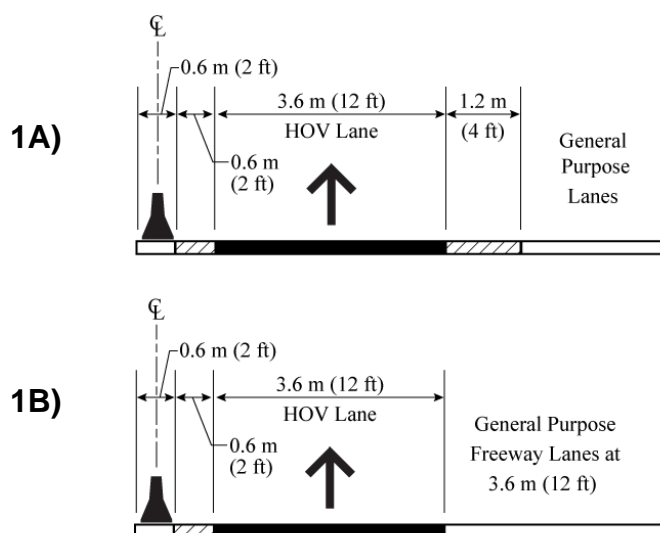 1A)
℄
0.6 m (2 ft)
3.6 m (12 ft)
HOV Lane
1.2 m
(4 ft)
0.6 m
(2 ft)
General
Purpose
Lanes
1B)
℄
0.6 m (2 ft)
3.6 m (12 ft)
HOV Lane
0.6 m
(2 ft)
General Purpose
Freeway Lanes at
3.6 m (12 ft)